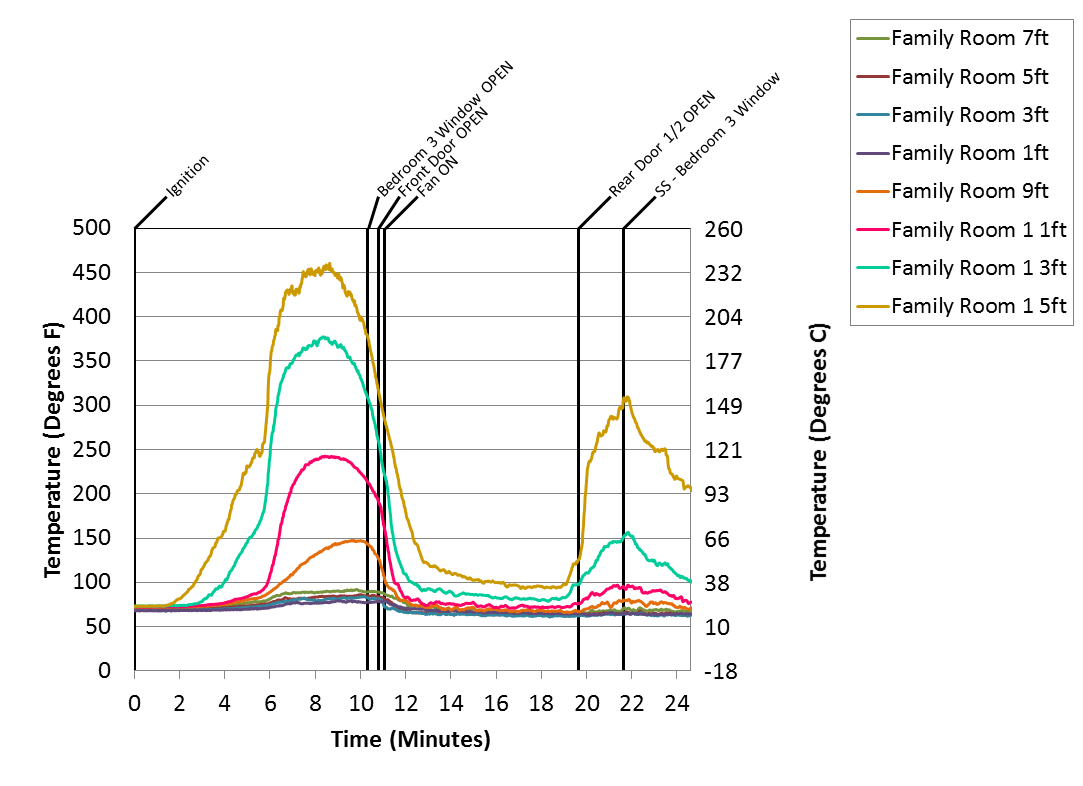 Family Room 7ft
Family Room 5ft
Family Room 3ft
Family Room 1ft
Family Room 9ft
Family Room 1 1ft
Family Room 1 3ft
Family Room 1 5ft
Ignition
Bedroom 3 Window OPEN
Front Door OPEN
Fan ON
Rear Door 1/2 OPEN
SS - Bedroom 3 Window
Temperature (Degrees F)
500
450
400
350
300
250
200
150
100
50
0
260
232
204
177
149
121
93
66
38
10
-18
Temperature (Degrees C)
0 2 4 6 8 10 12 14 16 18 20 22 24
Time (Minutes)